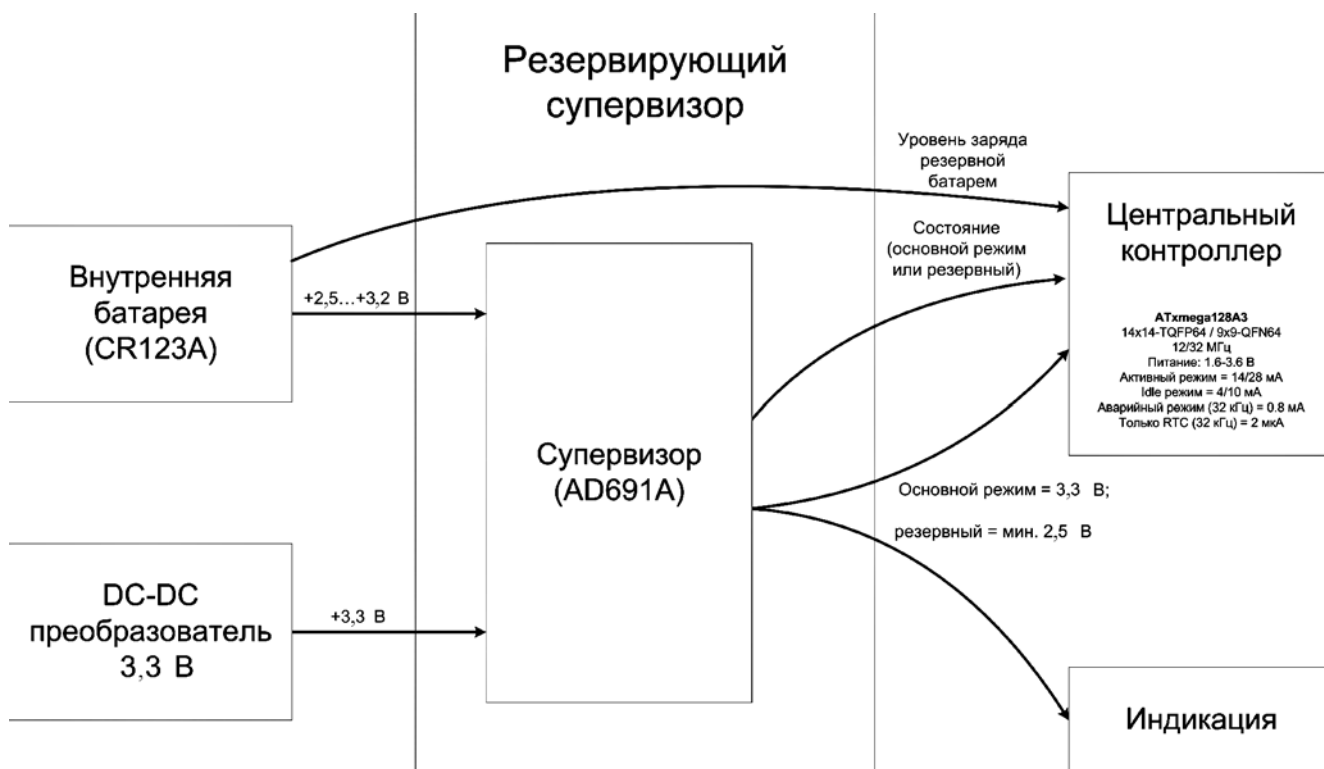 Резервирующий
супервизор
Уровень заряда
резервной
батарем
Состояние
(основной режим
или резервный)
Внутренняя
батарея
(CR123A)
+2,5...+3,2 В
Супервизор
(AD691A)
DC-DC
преобразователь
3,3 В
+3,3 В
Центральный
контроллер
ATxmega128A3
14x14-TQFP64 / 9x9-QFN64
12/32 МГц
Питание: 1.6-3.6 В
Активный режим = 14/28 мА
Idle режим = 4/10 мА
Аварийный режим (32 кГц) = 0.8 мА
Только RTC (32 кГц) = 2 мкА
Основной режим = 3,3 В;
резервный = мин. 2,5 В
Индикация